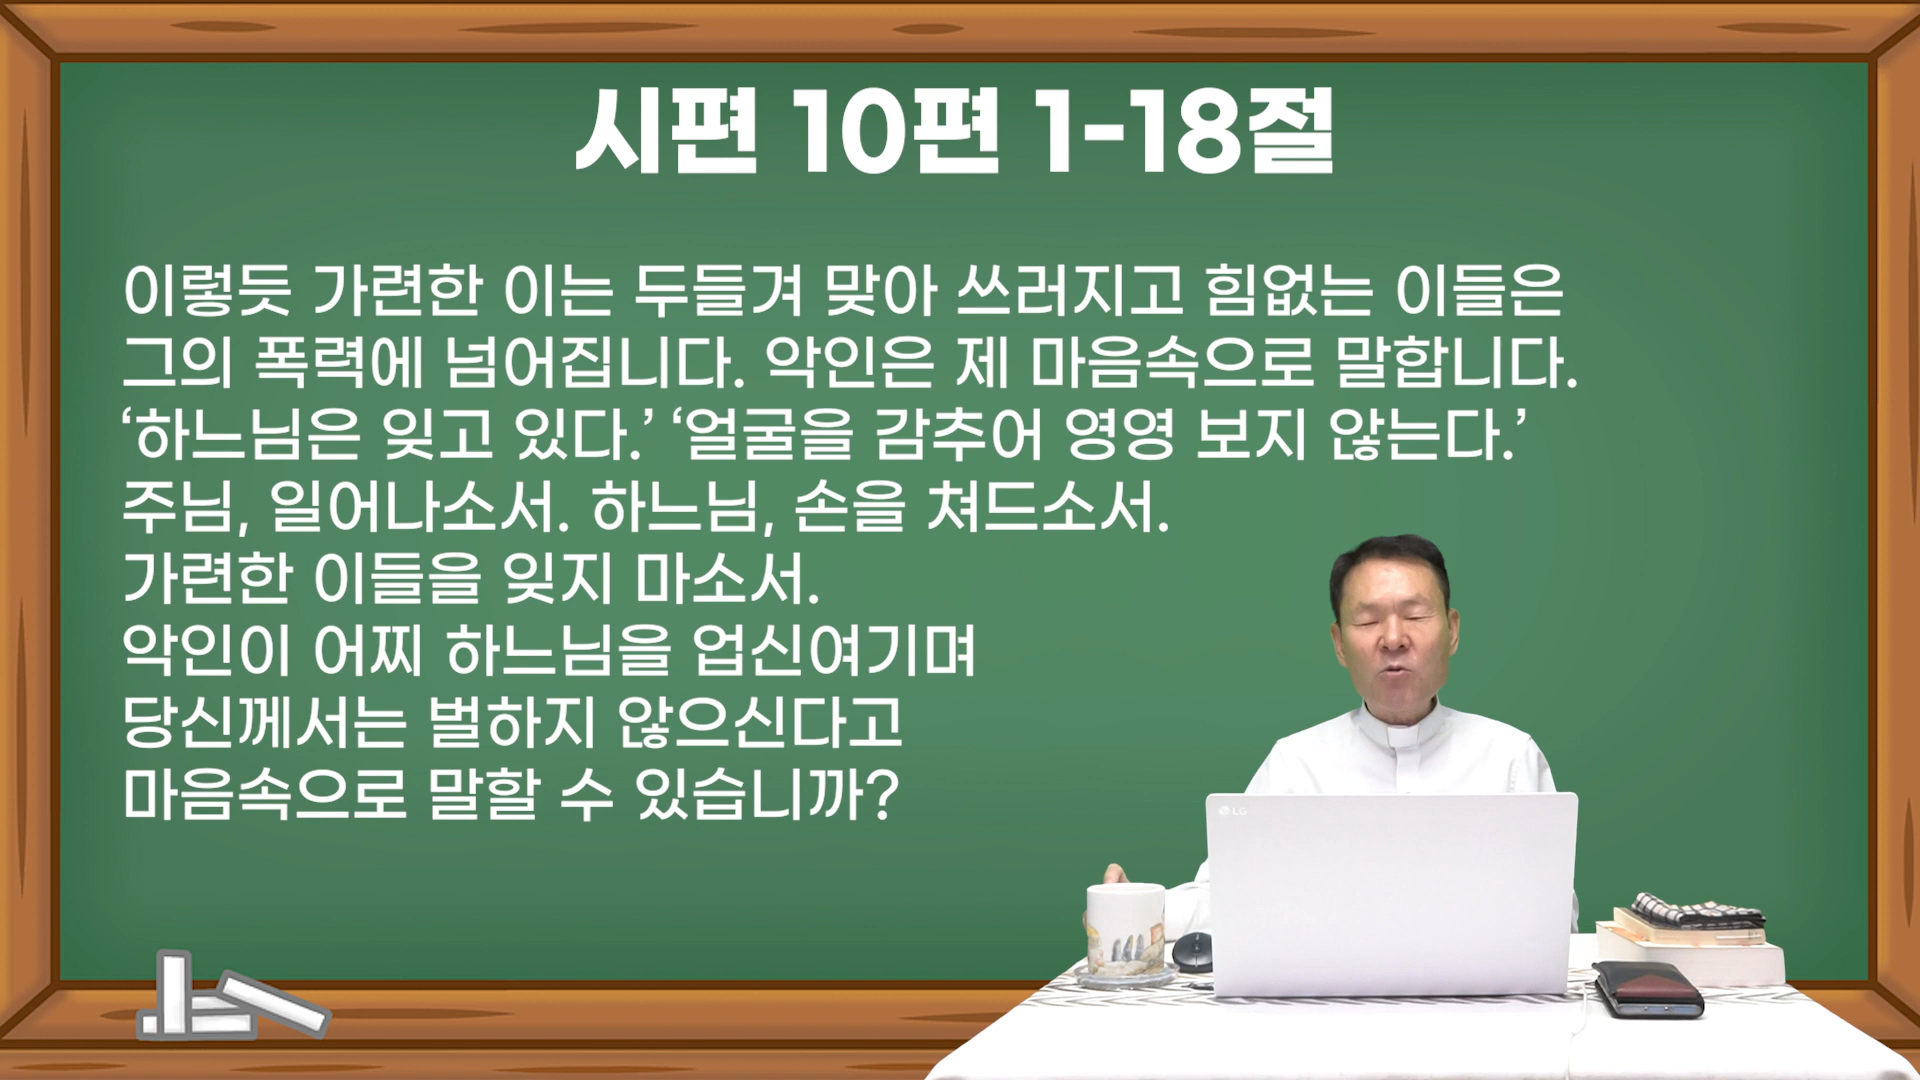 시편 10편 1-18절
이렇듯 가련한 이는 두들겨 맞아 쓰러지고 힘없는 이들은
그의 폭력에 넘어집니다. 악인은 제 마음속으로 말합니다.
‘하느님은 잊고 있다.’ ‘얼굴을 감추어 영영 보지 않는다.’
주님, 일어나소서. 하느님, 손을 쳐드소서.
가련한 이들을 잊지 마소서.
악인이 어찌 하느님을 업신여기며
당신께서는 벌하지 않으신다고
마음속으로 말할 수 있습니까?
LG